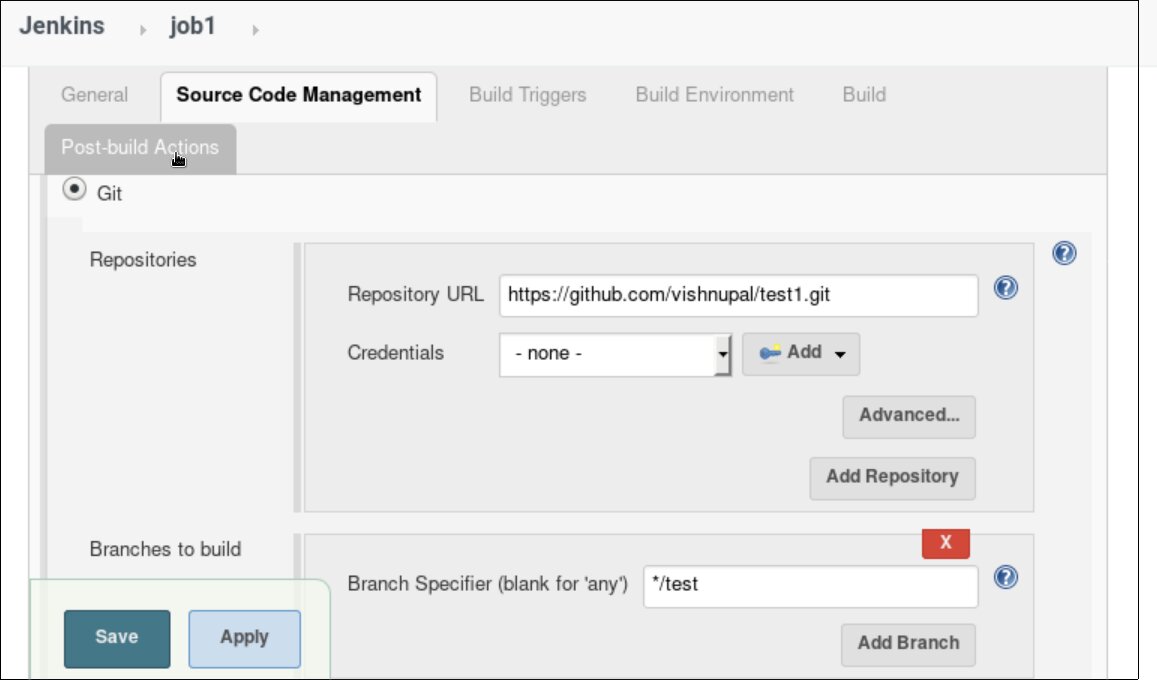 Jenkins › job1 ›
General Source Code Management Build Triggers Build Environment Build
Post-build Actions
Git
Repositories
Repository URL https://github.com/vishnupal/test1.git
Credentials - none - Add
Advanced...
Add Repository
Branches to build X
Branch Specifier (blank for 'any') */test
Save Apply Add Branch